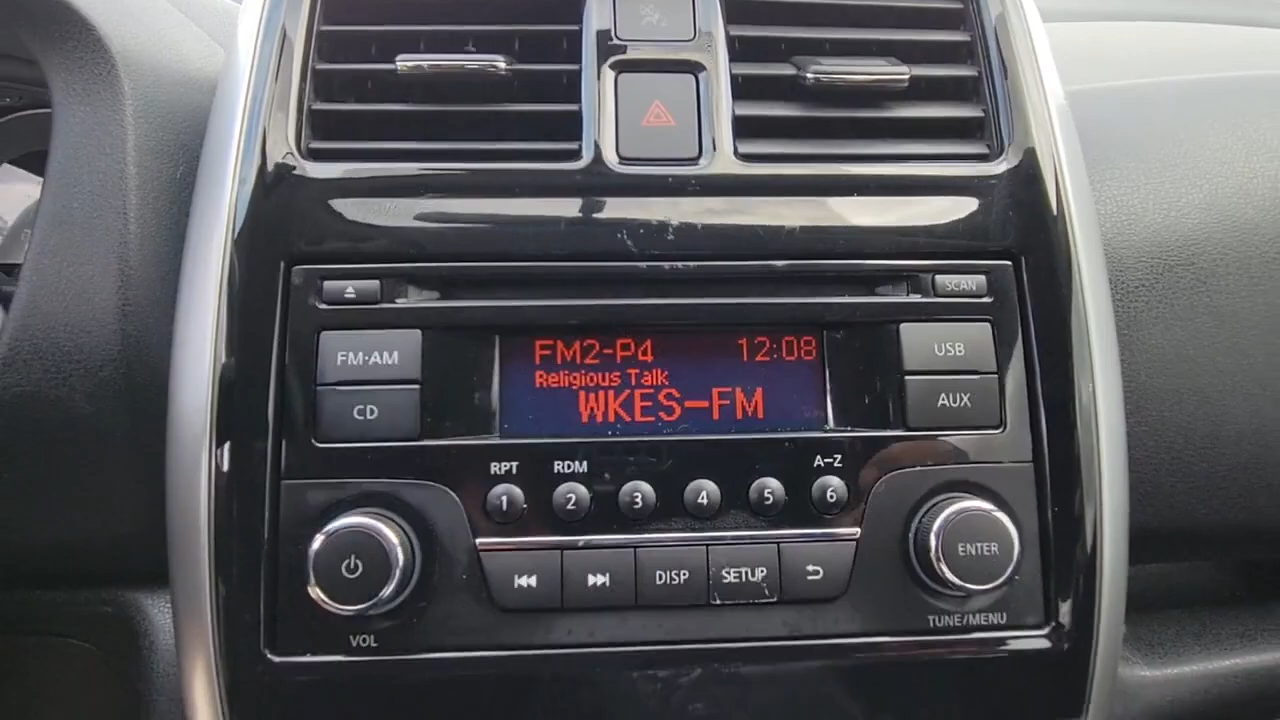 SCAN
FM·AM
CD
FM2-P4 12:08
Religious Talk
WKES-FM
USB
AUX
RPT RDM A-Z
1 2 3 4 5 6
DISP SETUP
ENTER
VOL
TUNE/MENU